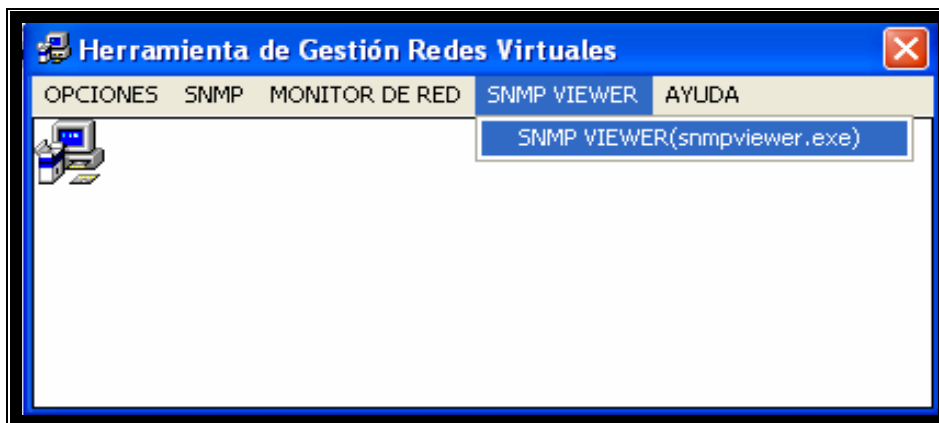 Herramienta de Gestión Redes Virtuales
OPCIONES SNMP MONITOR DE RED SNMP VIEWER AYUDA
SNMP VIEWER(snmpviewer.exe)